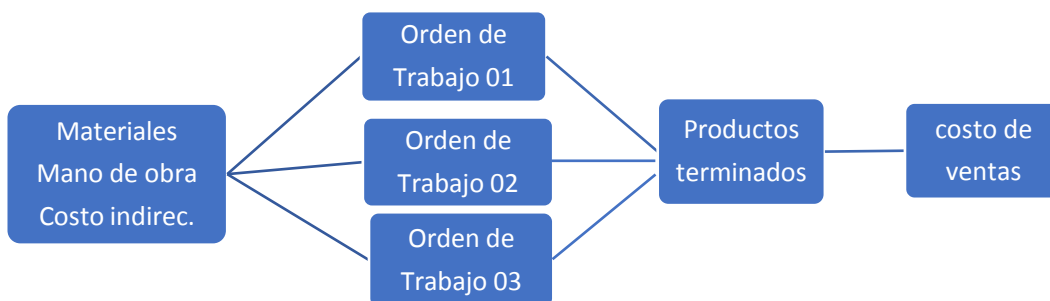 Materiales
Mano de obra
Costo indirec.
Orden de
Trabajo 01
Orden de
Trabajo 02
Orden de
Trabajo 03
Productos
terminados
costo de
ventas